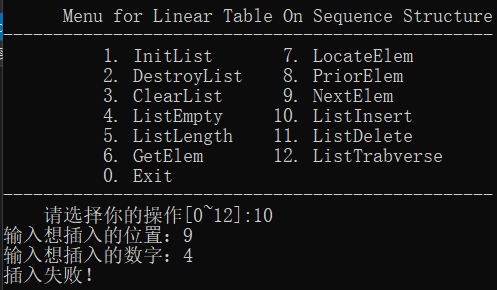 Menu for Linear Table On Sequence Structure
-------------------------------------------------
1. InitList 7. LocateElem
2. DestroyList 8. PriorElem
3. ClearList 9. NextElem
4. ListEmpty 10. ListInsert
5. ListLength 11. ListDelete
6. GetElem 12. ListTrabverse
0. Exit
-------------------------------------------------
请选择你的操作[0~12]:10
输入想插入的位置：9
输入想插入的数字：4
插入失败！